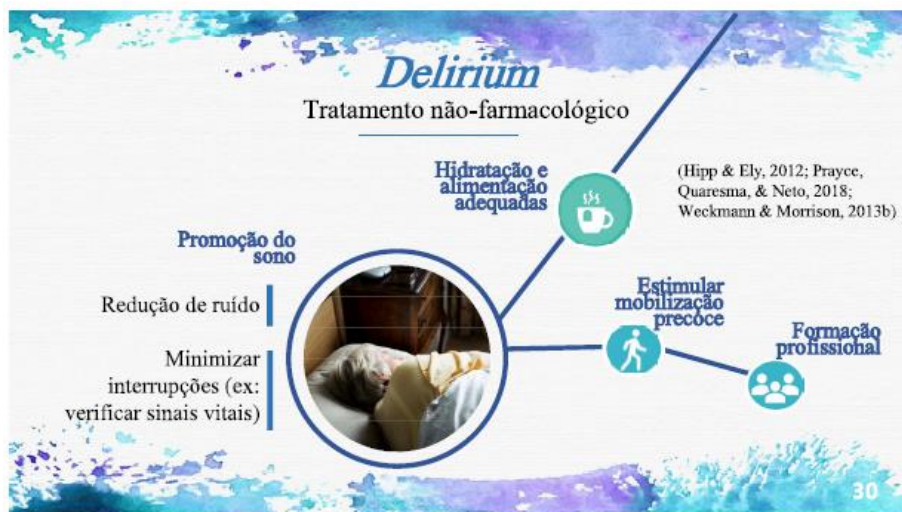 Delirium
Tratamento não-farmacológico
Hidratação e
alimentação
adequadas
(Hipp & Ely, 2012; Prayce,
Quaresma, & Neto, 2018;
Weckmann & Morrison, 2013b)
Promoção do
sono
Redução de ruído
Minimizar
interrupções (ex:
verificar sinais vitais)
Estimular
mobilização
precoce
Formação
profissional
30